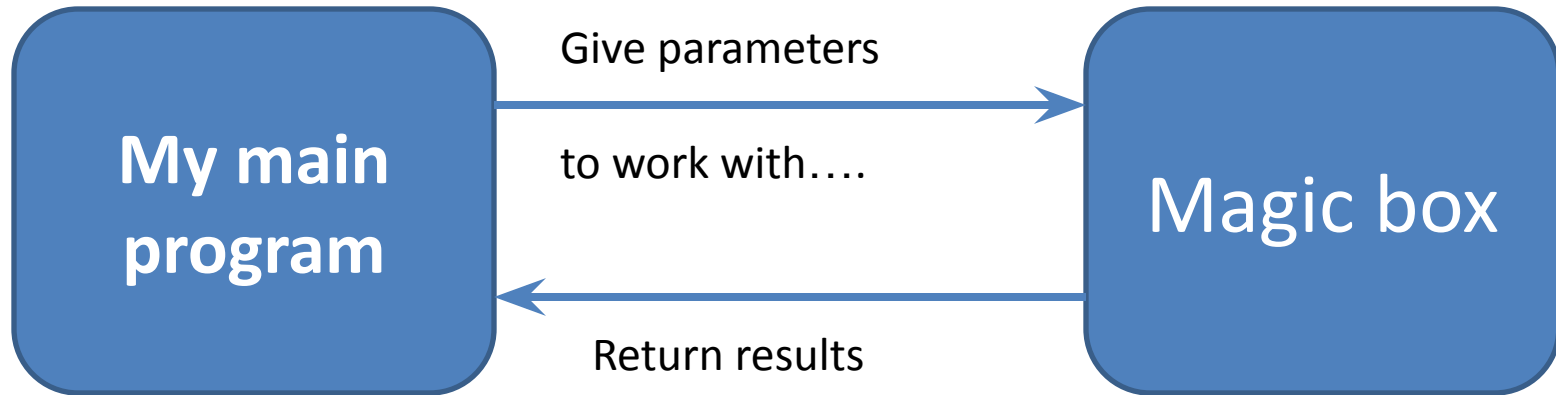 My main
program
Give parameters
to work with….
Return results
Magic box